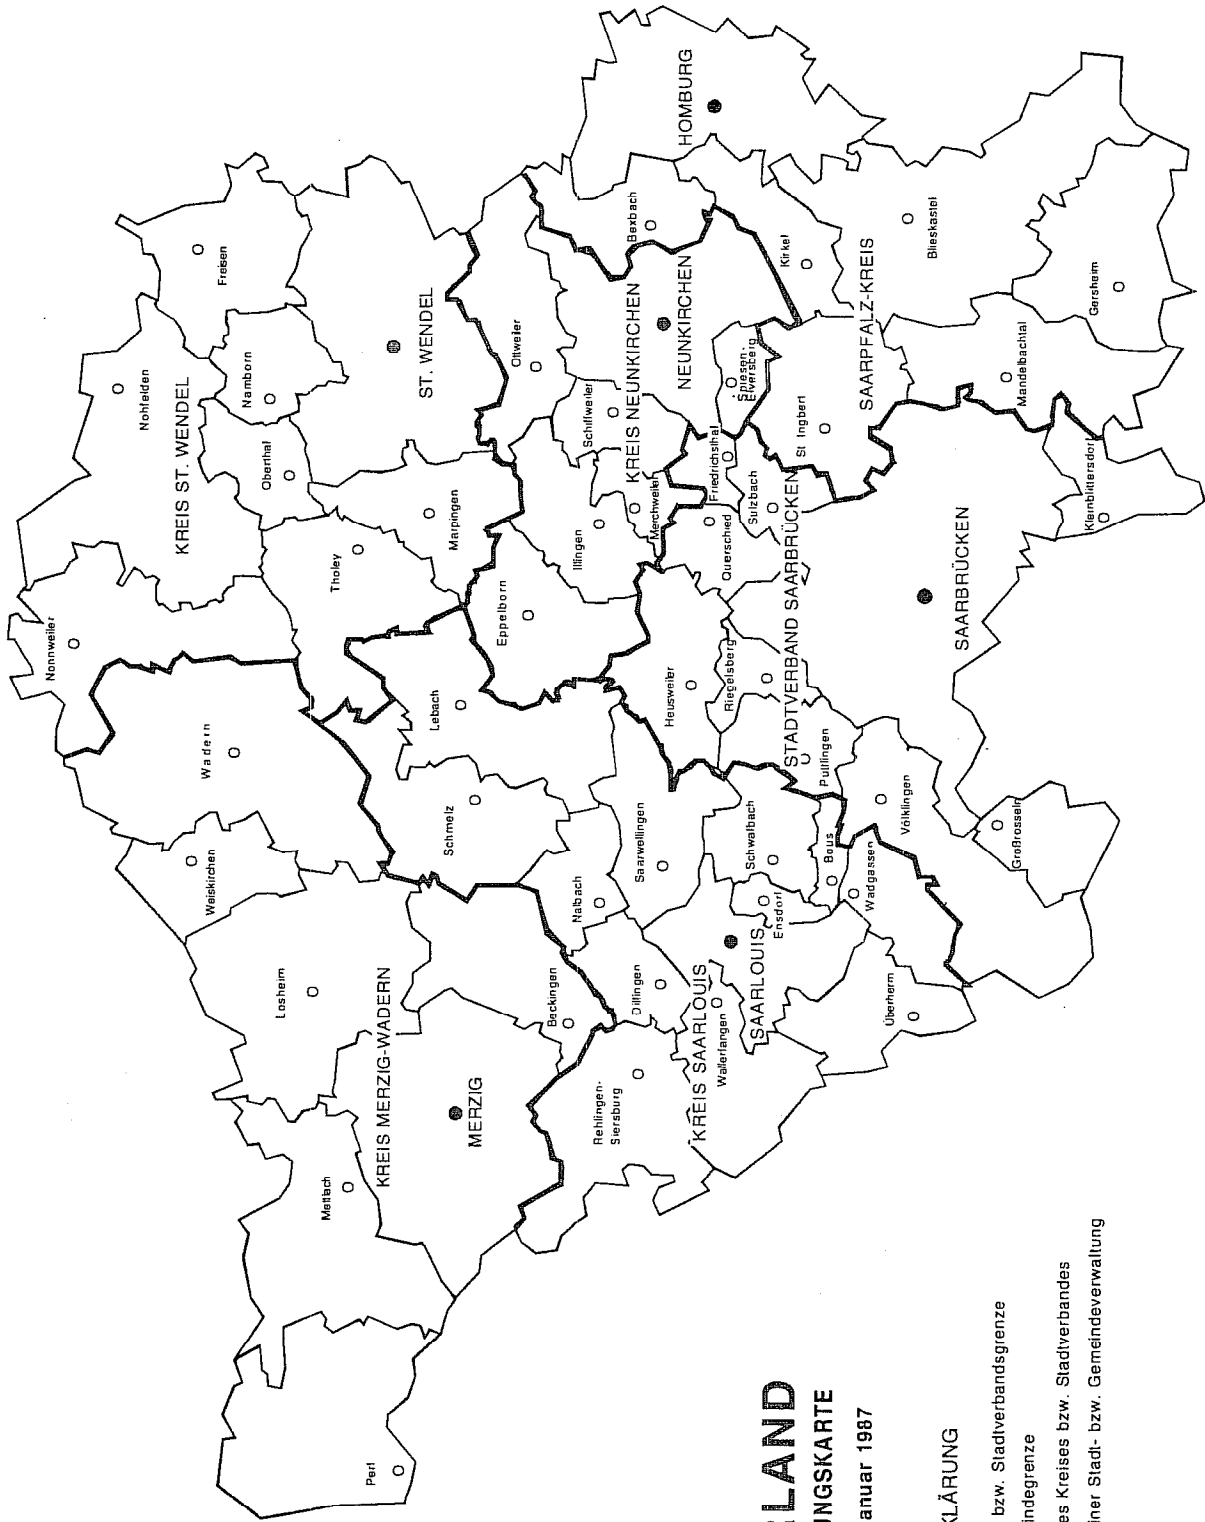 RLAND
UNGSKARTE
anuar 1987
KLÄRUNG
bzw. Stadtverbandsgrenze
indegrenze
es Kreises bzw. Stadtverbandes
iner Stadt- bzw. Gemeindeverwaltung
Perl
Mettlach
Losheim
Weiskirchen
Wadern
Nonnweiler
KREIS MERZIG-WADERN
MERZIG
Beckingen
KREIS ST. WENDEL
Nohfelden
Freisen
Namborn
Oberthal
Tholey
Marpingen
ST. WENDEL
Rehlingen-
Siersburg
Dillingen
Nalbach
Schmelz
Lebach
Saarwellingen
KREIS SAARLOUIS
Wallerfangen
SAARLOUIS
Ensdorf
Schwalbach
Bous
Wadgassen
Überherrn
Eppelborn
Illingen
Merchweiler
Schiffweiler
Ottweiler
KREIS NEUNKIRCHEN
NEUNKIRCHEN
Spiesen-
Elversberg
Heusweiler
Riegelsberg
Püttlingen
Völklingen
Großrosseln
STADTVERBAND SAARBRÜCKEN
Quierschied
Sulzbach
Friedrichsthal
SAARBRÜCKEN
Kleinblittersdorf
HOMBURG
Bexbach
Kirkel
St Ingbert
SAARPFALZ-KREIS
Blieskastel
Mandelbachtal
Gersheim